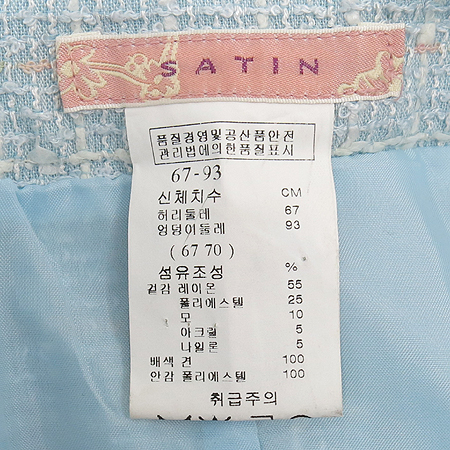 SATIN
품질경영및공산품안전
관리법에의한품질표시
67-93
신체치수 CM
허리둘레 67
엉덩이둘레 93
(67 70)
섬유조성 %
겉감 레이온 55
폴리에스텔 25
모 10
아크릴 5
나일론 5
배색 견 100
안감 폴리에스텔 100
취급주의